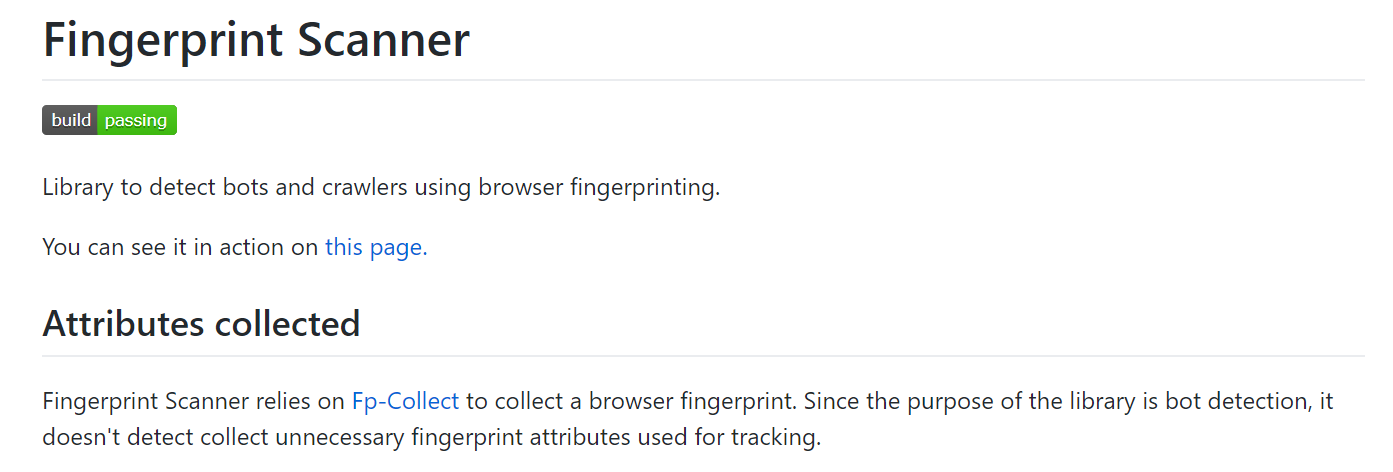 Fingerprint Scanner
build passing
Library to detect bots and crawlers using browser fingerprinting.
You can see it in action on this page.
Attributes collected
Fingerprint Scanner relies on Fp-Collect to collect a browser fingerprint. Since the purpose of the library is bot detection, it
doesn't detect collect unnecessary fingerprint attributes used for tracking.